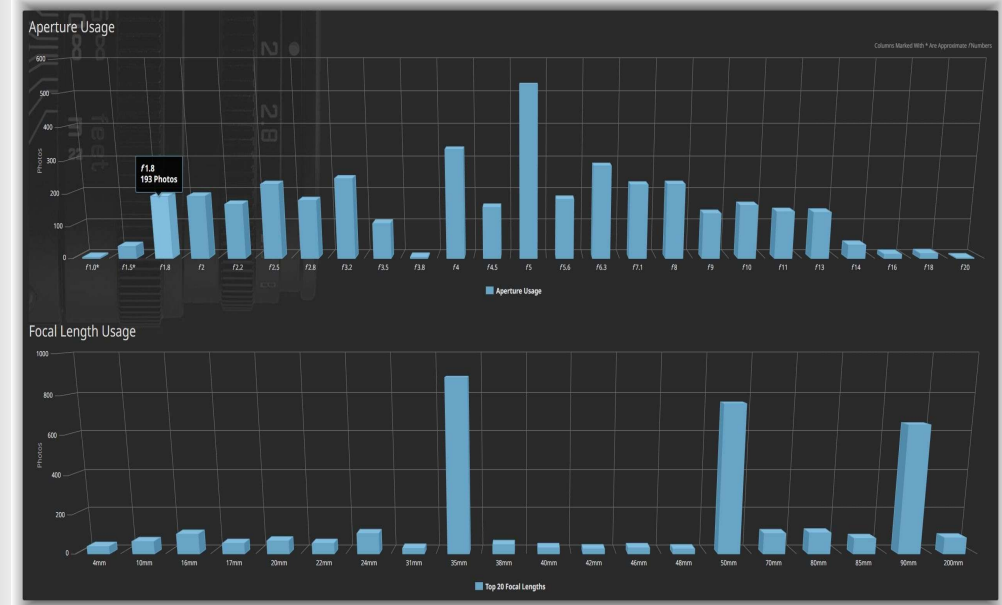 Aperture Usage
Columns Marked With * Are Approximate fNumbers
600
500
400
300
200
100
0
Photos
f1.8
193 Photos
f1.0* f1.5* f1.8 f2 f2.2 f2.5 f2.8 f3.2 f3.5 f3.8 f4 f4.5 f5 f5.6 f6.3 f7.1 f8 f9 f10 f11 f13 f14 f16 f18 f20
Aperture Usage
Focal Length Usage
1000
800
600
400
200
0
Photos
4mm 10mm 16mm 17mm 20mm 22mm 24mm 31mm 35mm 38mm 40mm 42mm 46mm 48mm 50mm 70mm 80mm 85mm 90mm 200mm
Top 20 Focal Lengths